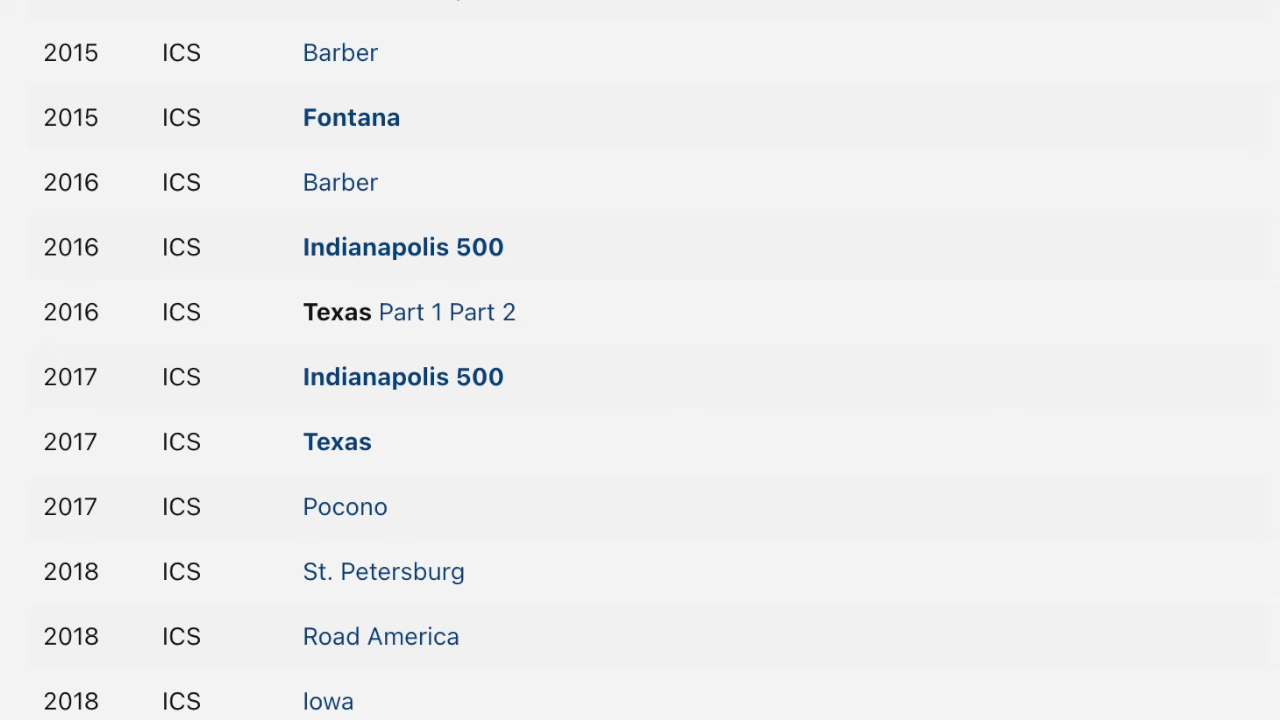 2015 ICS Barber
2015 ICS Fontana
2016 ICS Barber
2016 ICS Indianapolis 500
2016 ICS Texas Part 1 Part 2
2017 ICS Indianapolis 500
2017 ICS Texas
2017 ICS Pocono
2018 ICS St. Petersburg
2018 ICS Road America
2018 ICS Iowa